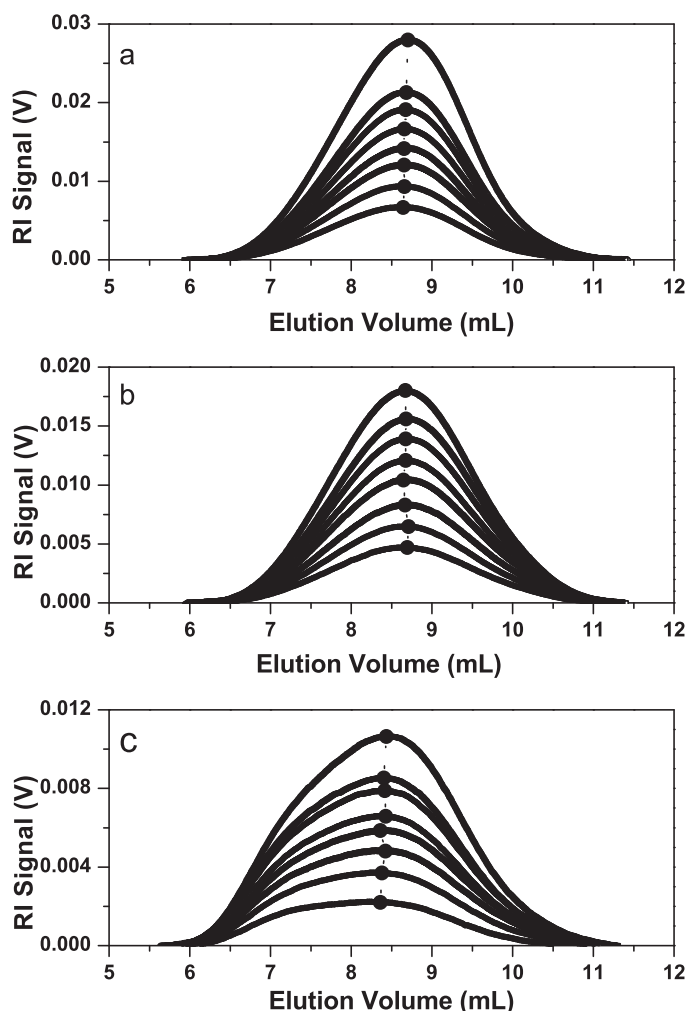 a
RI Signal (V)
0.03
0.02
0.01
0.00
5 6 7 8 9 10 11 12
Elution Volume (mL)
b
RI Signal (V)
0.020
0.015
0.010
0.005
0.000
5 6 7 8 9 10 11 12
Elution Volume (mL)
c
RI Signal (V)
0.012
0.008
0.004
0.000
5 6 7 8 9 10 11 12
Elution Volume (mL)